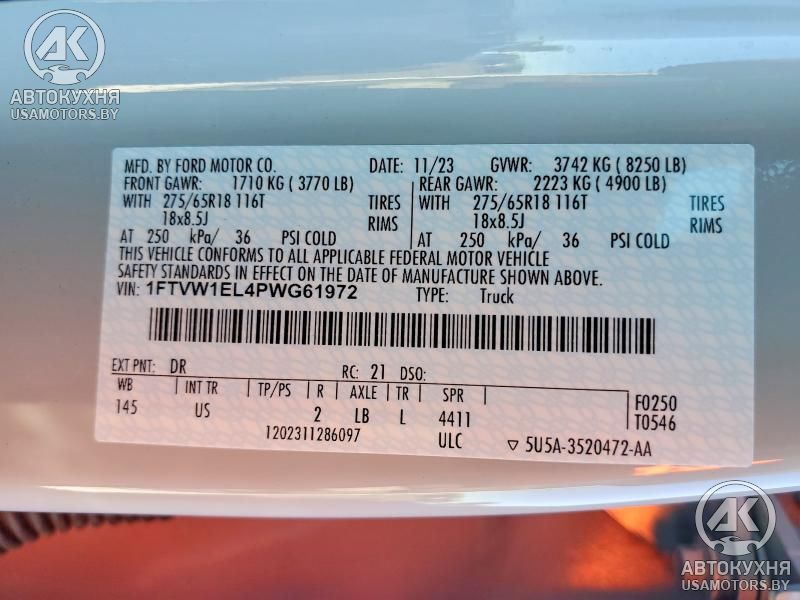 AK
АВТОКУХНЯ
USAMOTORS.BY
MFD. BY FORD MOTOR CO. DATE: 11/23 GVWR: 3742 KG ( 8250 LB)
FRONT GAWR: 1710 KG ( 3770 LB) REAR GAWR: 2223 KG ( 4900 LB)
WITH 275/65R18 116T TIRES WITH 275/65R18 116T TIRES
18x8.5J RIMS 18x8.5J RIMS
AT 250 kPa/ 36 PSI COLD AT 250 kPa/ 36 PSI COLD
THIS VEHICLE CONFORMS TO ALL APPLICABLE FEDERAL MOTOR VEHICLE
SAFETY STANDARDS IN EFFECT ON THE DATE OF MANUFACTURE SHOWN ABOVE.
VIN: 1FTVW1EL4PWG61972 TYPE: Truck
EXT PNT: DR RC: 21 DSO:
WB INT TR TP/PS R AXLE TR SPR
145 US 2 LB L 4411
F0250
T0546
1202311286097 ULC ▽ 5U5A-3520472-AA
AK
АВТОКУХНЯ
USAMOTORS.BY